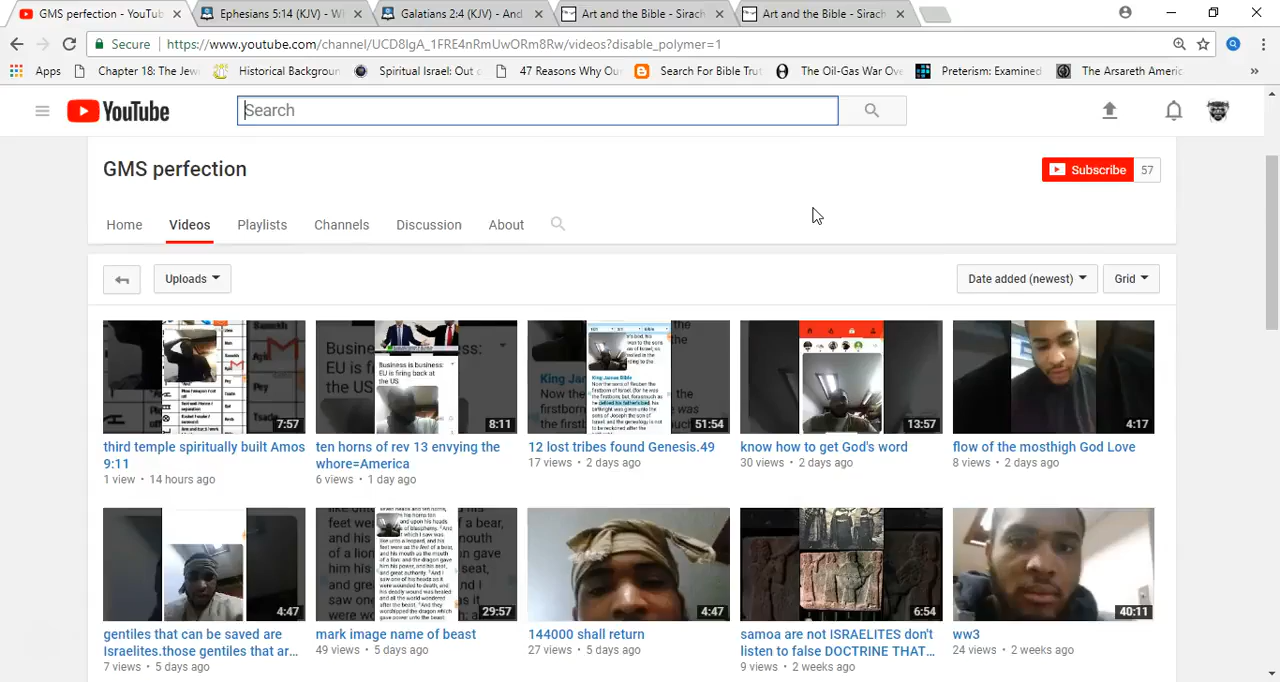 GMS perfection - YouTub
Ephesians 5:14 (KJV) - Wi
Galatians 2:4 (KJV) - And
Art and the Bible - Sirach
Art and the Bible - Sirach
Secure
https://www.youtube.com/channel/UCD8IgA_1FRE4nRmUwORm8Rw/videos?disable_polymer=1
Apps
Chapter 18: The Jew
Historical Backgroun
Spiritual Israel: Out o
47 Reasons Why Ou
Search For Bible Trut
The Oil-Gas War Ov
Preterism: Examined
The Arsareth Americ
YouTube
Search
GMS perfection
Subscribe 57
Home Videos Playlists Channels Discussion About
Uploads
Date added (newest)
Grid
7:57
8:11
51:54
13:57
4:17
third temple spiritually built Amos
9:11
1 view • 14 hours ago
ten horns of rev 13 envying the
whore=America
6 views • 1 day ago
12 lost tribes found Genesis.49
17 views • 2 days ago
know how to get God's word
30 views • 2 days ago
flow of the mosthigh God Love
8 views • 2 days ago
4:47
29:57
4:47
6:54
40:11
gentiles that can be saved are
Israelites.those gentiles that ar...
7 views • 5 days ago
mark image name of beast
49 views • 5 days ago
144000 shall return
27 views • 5 days ago
samoa are not ISRAELITES don't
listen to false DOCTRINE THAT...
9 views • 2 weeks ago
ww3
24 views • 2 weeks ago